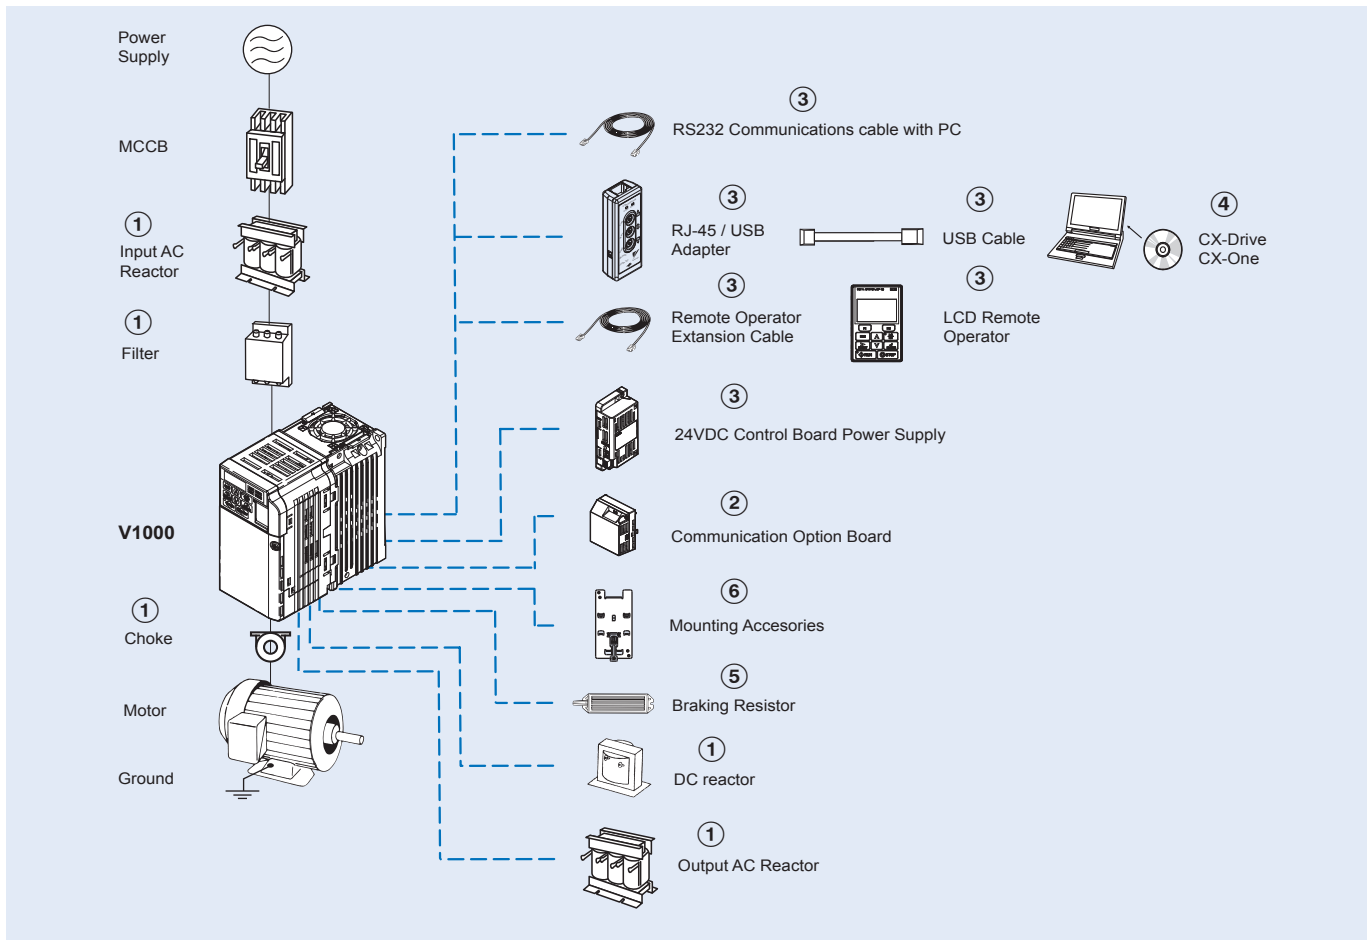 Power
Supply
MCCB
1
Input AC
Reactor
1
Filter
V1000
1
Choke
Motor
Ground
3
RS232 Communications cable with PC
3
RJ-45 / USB
Adapter
3
USB Cable
4
CX-Drive
CX-One
3
Remote Operator
Extansion Cable
3
LCD Remote
Operator
3
24VDC Control Board Power Supply
2
Communication Option Board
6
Mounting Accesories
5
Braking Resistor
1
DC reactor
1
Output AC Reactor